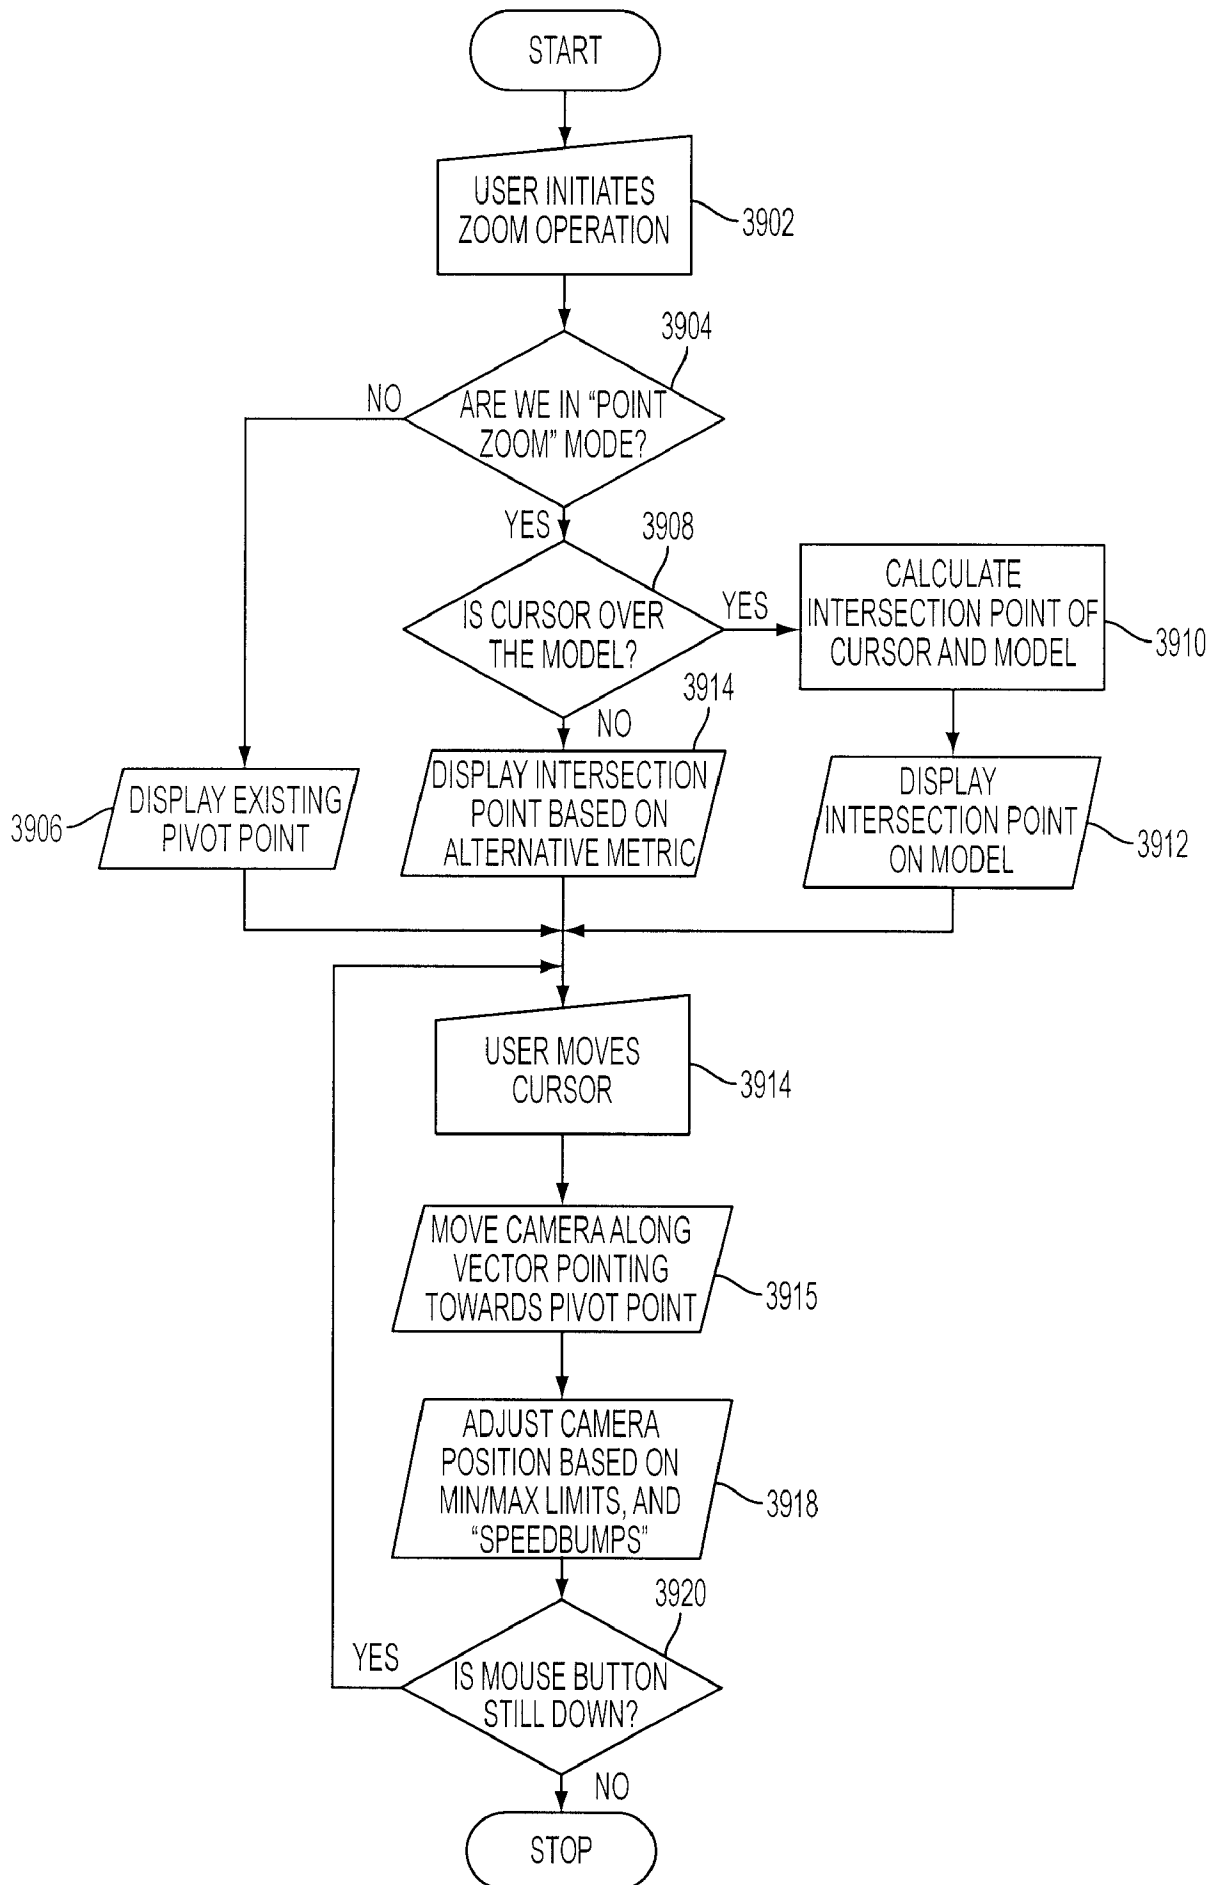 START
USER INITIATES
ZOOM OPERATION
3902
3904
ARE WE IN “POINT
ZOOM” MODE?
NO
YES
3908
IS CURSOR OVER
THE MODEL?
YES
CALCULATE
INTERSECTION POINT OF
CURSOR AND MODEL
3910
NO
3914
DISPLAY EXISTING
PIVOT POINT
3906
DISPLAY INTERSECTION
POINT BASED ON
ALTERNATIVE METRIC
DISPLAY
INTERSECTION POINT
ON MODEL
3912
USER MOVES
CURSOR
3914
MOVE CAMERA ALONG
VECTOR POINTING
TOWARDS PIVOT POINT
3915
ADJUST CAMERA
POSITION BASED ON
MIN/MAX LIMITS, AND
“SPEEDBUMPS”
3918
3920
YES
IS MOUSE BUTTON
STILL DOWN?
NO
STOP